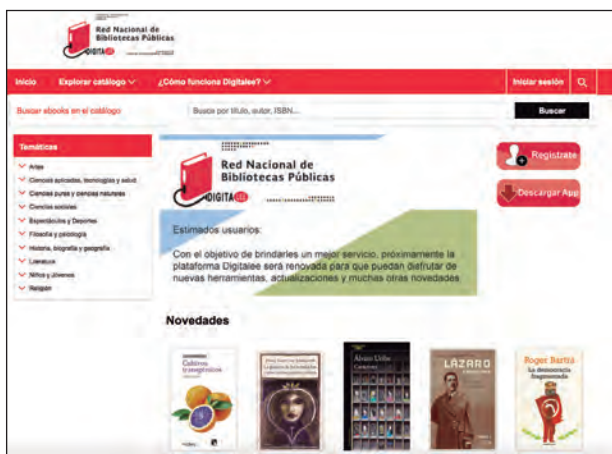 Red Nacional de
Bibliotecas Públicas
DIGITALEE
Inicio
Explorar catálogo
¿Cómo funciona Digitalee?
Iniciar sesión
Buscar ebooks en el catálogo
Busca por título, autor, ISBN...
Buscar
Temáticas
Artes
Ciencias aplicadas, tecnologías y salud
Ciencias puras y ciencias naturales
Ciencias sociales
Espectáculos y Deportes
Filosofía y psicología
Historia, biografía y geografía
Literatura
Niños y Jóvenes
Religión
Red Nacional de
Bibliotecas Públicas
DIGITALEE
Estimados usuarios:
Con el objetivo de brindarles un mejor servicio, próximamente la
plataforma Digitalee será renovada para que puedan disfrutar de
nuevas herramientas, actualizaciones y muchas otras novedades
Regístrate
Descargar App
Novedades
Cultivos
transgénicos
Álvaro Uribe
Caracteres
LÁZARO
Roger Bartra
La democracia
fragmentada